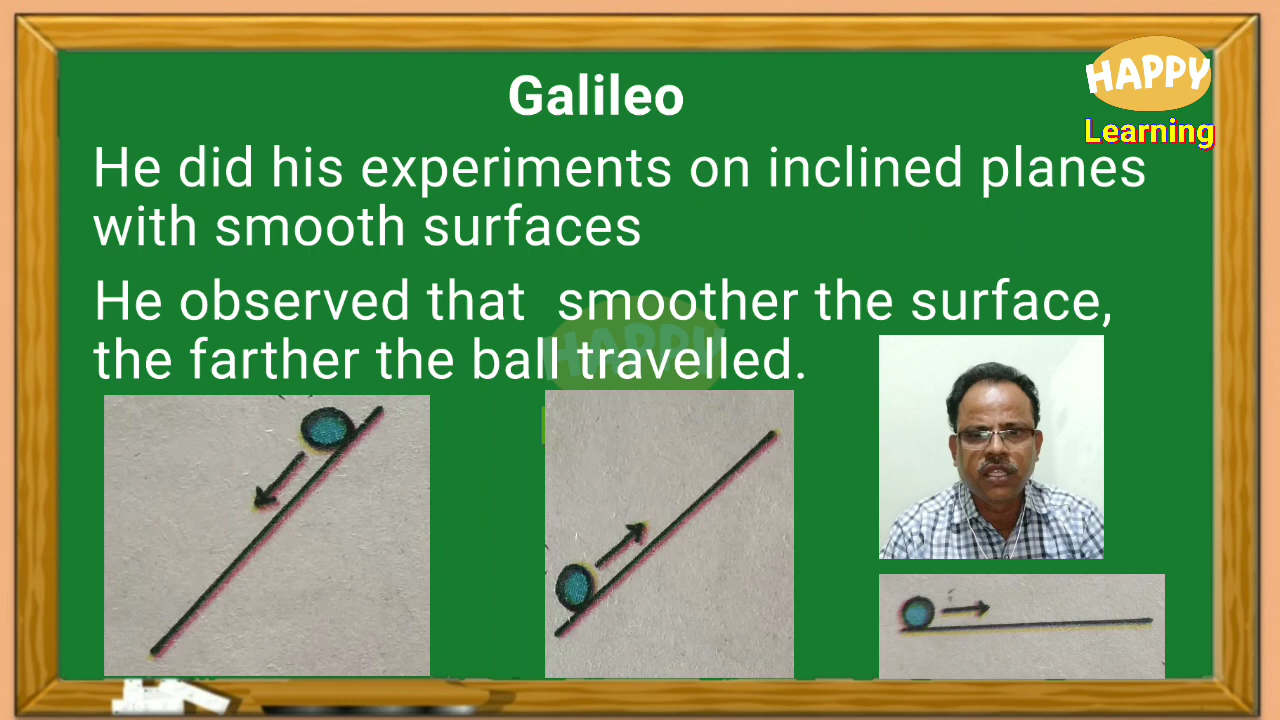 Galileo
HAPPY
Learning
He did his experiments on inclined planes
with smooth surfaces
He observed that  smoother the surface,
the farther the ball travelled.
HAPPY